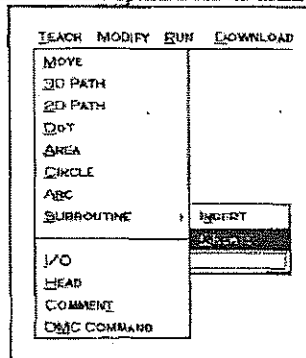 TEACH MODIFY RUN DOWNLOAD
MOVE
3D PATH
2D PATH
DOT
AREA
CIRCLE
ARC
SUBROUTINE
INSERT
I/O
HEAD
COMMENT
DMC COMMAND